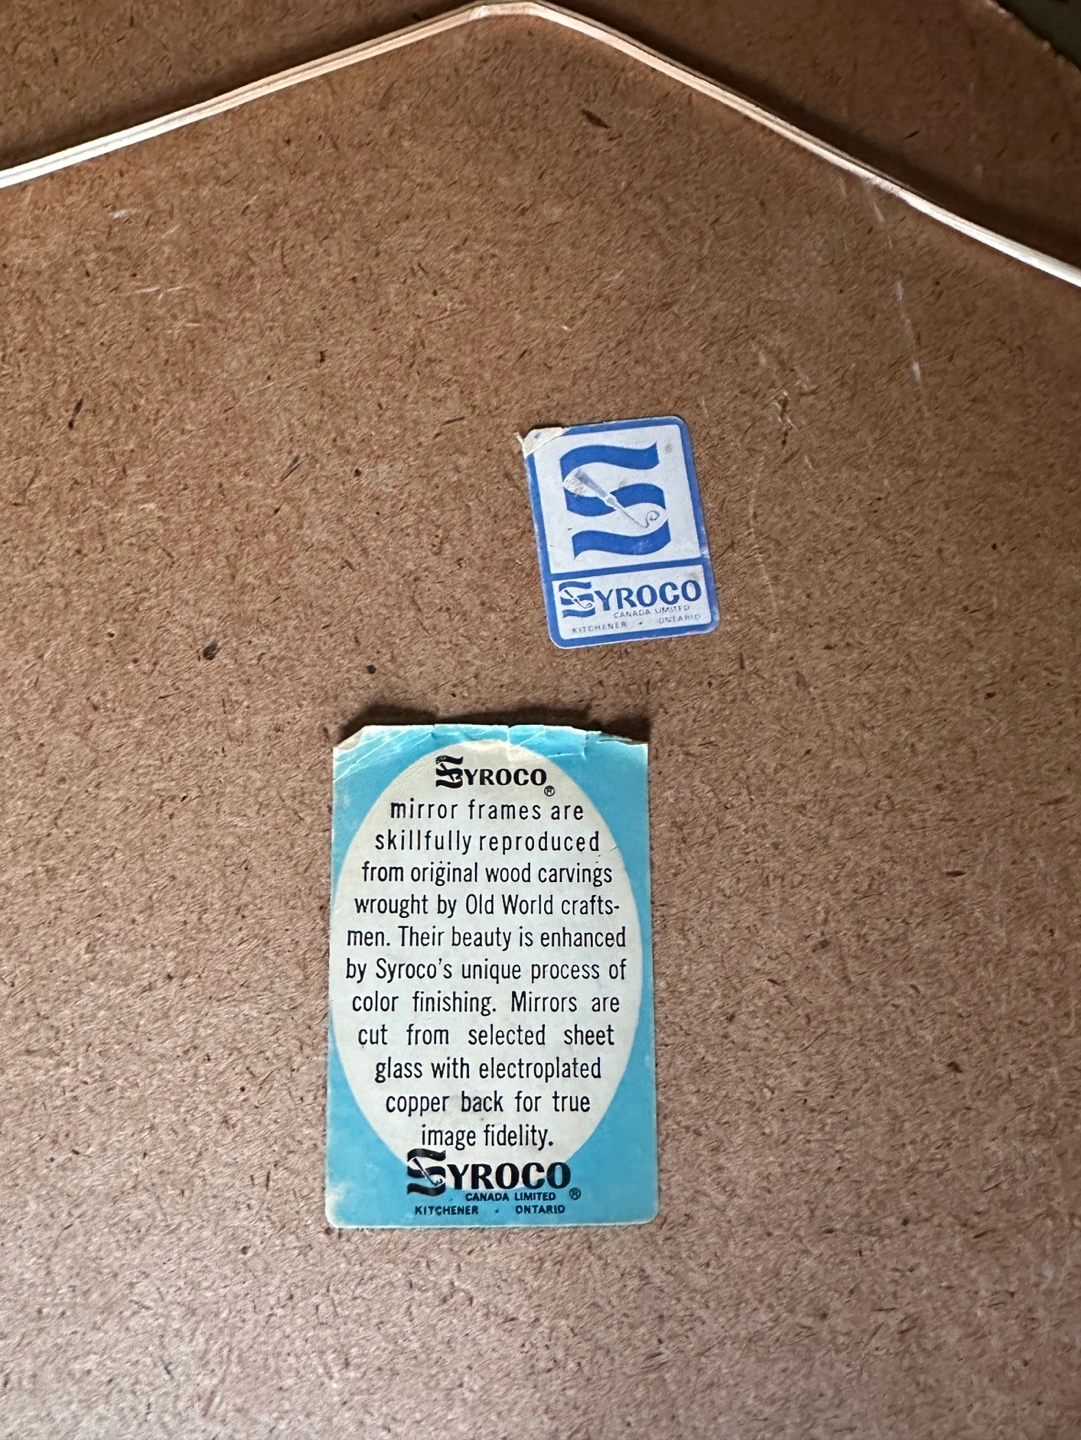 SYROCO
CANADA LIMITED
KITCHENER • ONTARIO
SYROCO®
mirror frames are
skillfully reproduced
from original wood carvings
wrought by Old World crafts-
men. Their beauty is enhanced
by Syroco's unique process of
color finishing. Mirrors are
cut from selected sheet
glass with electroplated
copper back for true
image fidelity.
SYROCO®
CANADA LIMITED
KITCHENER • ONTARIO